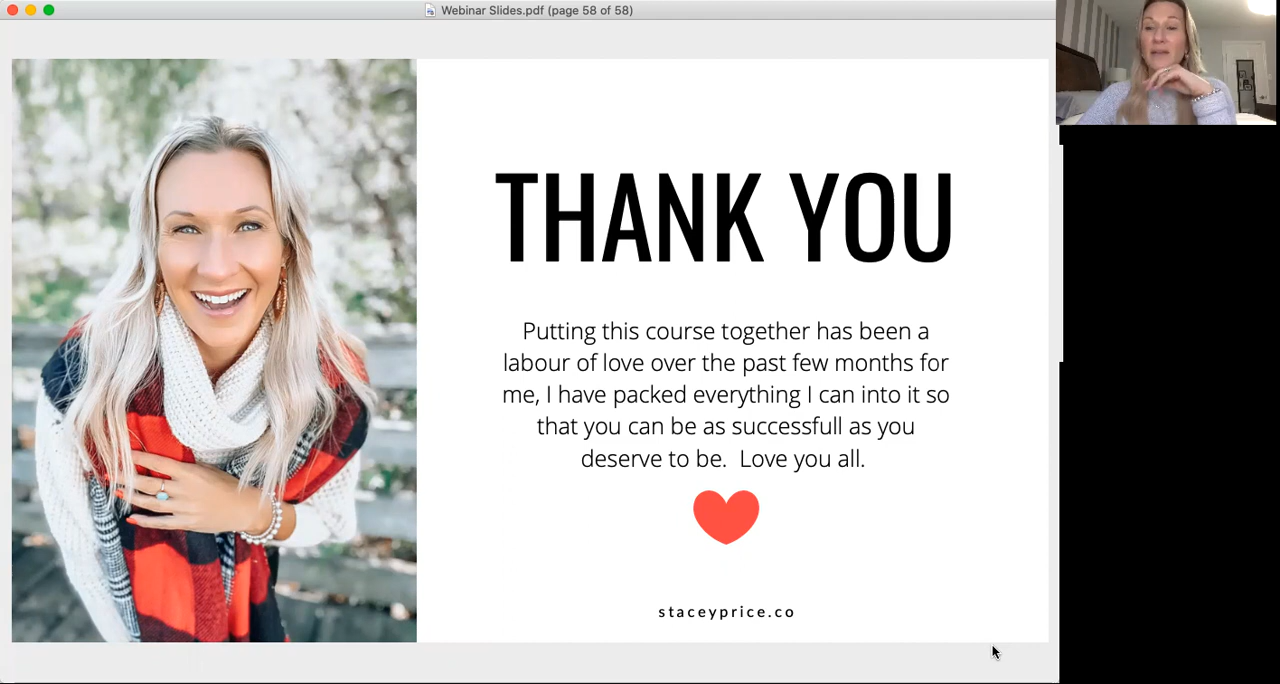 Webinar Slides.pdf (page 58 of 58)
THANK YOU
Putting this course together has been a
labour of love over the past few months for
me, I have packed everything I can into it so
that you can be as successfull as you
deserve to be.  Love you all.
staceyprice.co